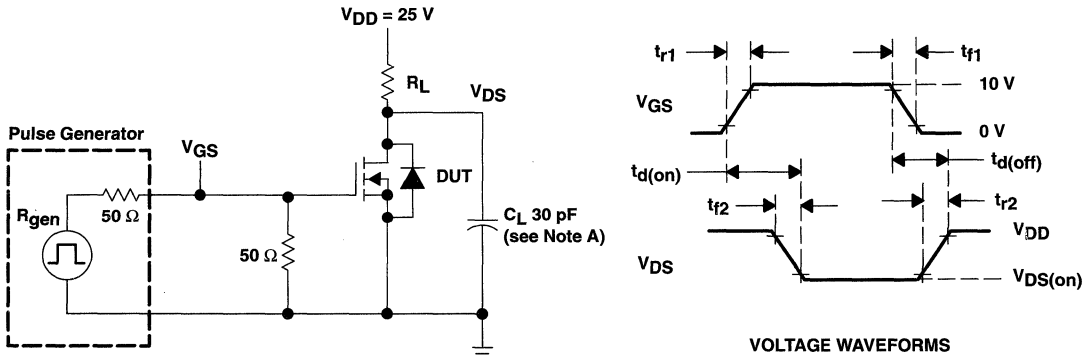 VDD = 25 V
RL
VDS
Pulse Generator
VGS
Rgen
50 Ω
50 Ω
DUT
CL 30 pF
(see Note A)
tr1
tf1
10 V
VGS
0 V
td(on)
td(off)
tf2
tr2
VDD
VDS
VDS(on)
VOLTAGE WAVEFORMS